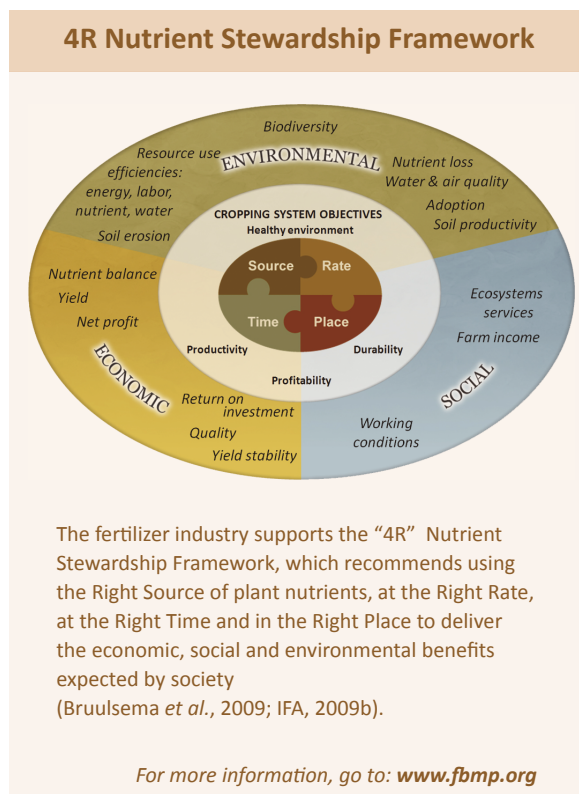 4R Nutrient Stewardship Framework
Biodiversity
ENVIRONMENTAL
Resource use
efficiencies:
energy, labor,
nutrient, water
Soil erosion
Nutrient loss
Water & air quality
Adoption
Soil productivity
CROPPING SYSTEM OBJECTIVES
Healthy environment
Source
Rate
Time
Place
Productivity
Durability
Profitability
Nutrient balance
Yield
Net profit
ECONOMIC
Return on
investment
Quality
Yield stability
Ecosystems
services
Farm income
SOCIAL
Working
conditions
The fertilizer industry supports the “4R” Nutrient
Stewardship Framework, which recommends using
the Right Source of plant nutrients, at the Right Rate,
at the Right Time and in the Right Place to deliver
the economic, social and environmental benefits
expected by society
(Bruulsema et al., 2009; IFA, 2009b).
For more information, go to: www.fbmp.org